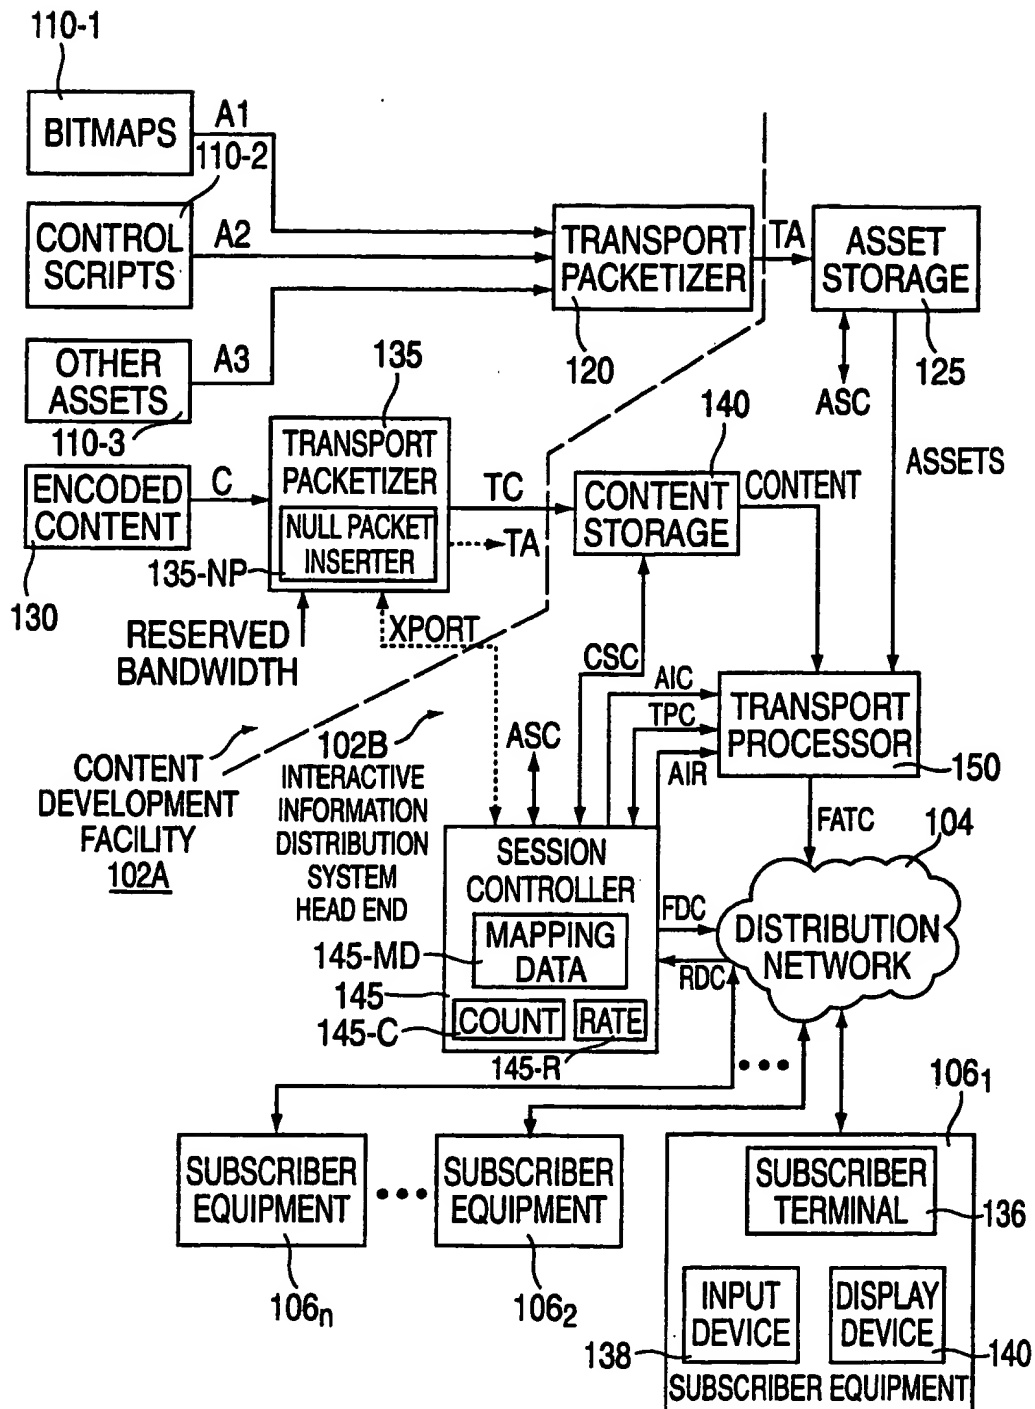 110-1
BITMAPS
A1
110-2
CONTROL
SCRIPTS
A2
OTHER
ASSETS
A3
110-3
TRANSPORT
PACKETIZER
120
TA
ASSET
STORAGE
125
ASC
ASSETS
ENCODED
CONTENT
130
C
135
TRANSPORT
PACKETIZER
NULL PACKET
INSERTER
135-NP
TC
TA
RESERVED
BANDWIDTH
XPORT
140
CONTENT
STORAGE
CONTENT
CSC
AIC
TPC
AIR
TRANSPORT
PROCESSOR
150
FATC
CONTENT
DEVELOPMENT
FACILITY
102A
102B
INTERACTIVE
INFORMATION
DISTRIBUTION
SYSTEM
HEAD END
ASC
SESSION
CONTROLLER
MAPPING
DATA
145-MD
145
145-C
COUNT
RATE
145-R
FDC
RDC
104
DISTRIBUTION
NETWORK
SUBSCRIBER
EQUIPMENT
106n
SUBSCRIBER
EQUIPMENT
1062
1061
SUBSCRIBER
TERMINAL
136
INPUT
DEVICE
138
DISPLAY
DEVICE
140
SUBSCRIBER EQUIPMENT